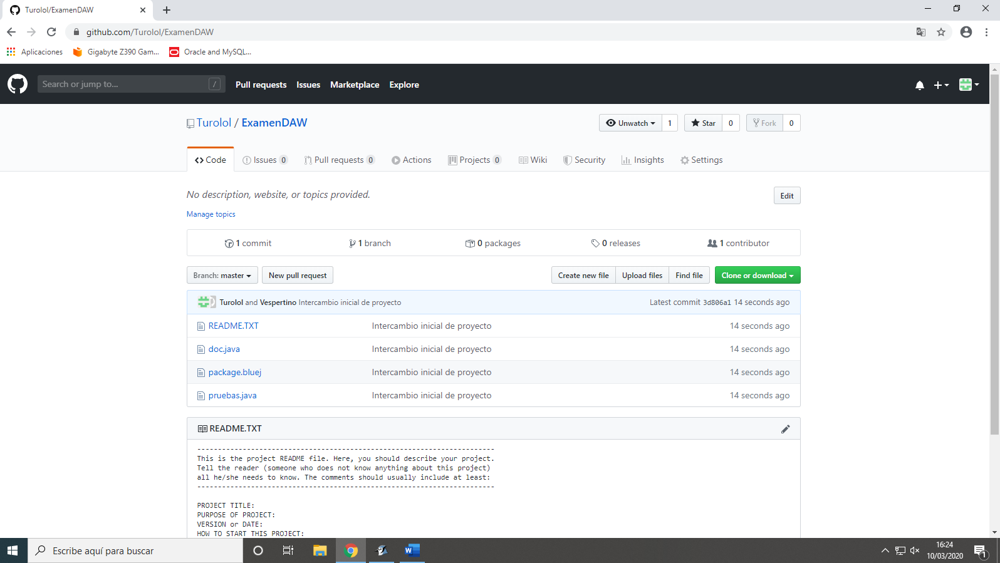 Turolol/ExamenDAW
github.com/Turolol/ExamenDAW
Aplicaciones Gigabyte Z390 Gam... Oracle and MySQL...
Search or jump to... / Pull requests Issues Marketplace Explore
Turolol / ExamenDAW Unwatch 1 Star 0 Fork 0
Code Issues 0 Pull requests 0 Actions Projects 0 Wiki Security Insights Settings
No description, website, or topics provided. Edit
Manage topics
1 commit 1 branch 0 packages 0 releases 1 contributor
Branch: master New pull request Create new file Upload files Find file Clone or download
Turolol and Vespertino Intercambio inicial de proyecto Latest commit 3d806a1 14 seconds ago
README.TXT Intercambio inicial de proyecto 14 seconds ago
doc.java Intercambio inicial de proyecto 14 seconds ago
package.bluej Intercambio inicial de proyecto 14 seconds ago
pruebas.java Intercambio inicial de proyecto 14 seconds ago
README.TXT
------------------------------------------------------------------------
This is the project README file. Here, you should describe your project.
Tell the reader (someone who does not know anything about this project)
all he/she needs to know. The comments should usually include at least:
------------------------------------------------------------------------
PROJECT TITLE:
PURPOSE OF PROJECT:
VERSION or DATE:
HOW TO START THIS PROJECT:
Escribe aquí para buscar
16:24
10/03/2020
1